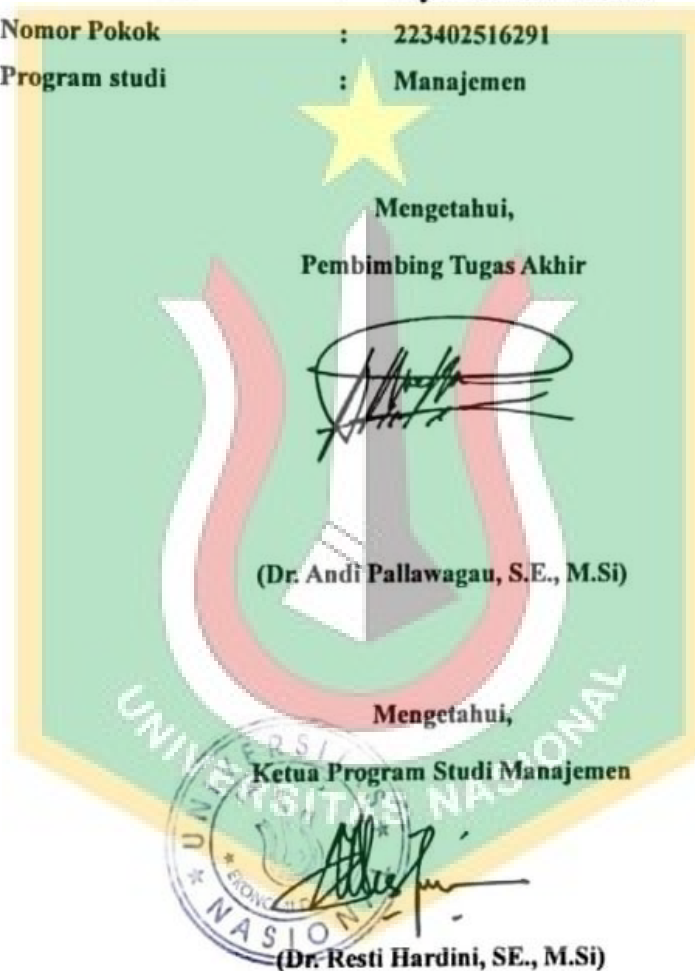 Nomor Pokok : 223402516291
Program studi : Manajemen
Mengetahui,
Pembimbing Tugas Akhir
(Dr. Andi Pallawagau, S.E., M.Si)
Mengetahui,
Ketua Program Studi Manajemen
UNIVERSITAS NASIONAL
(Dr. Resti Hardini, SE., M.Si)